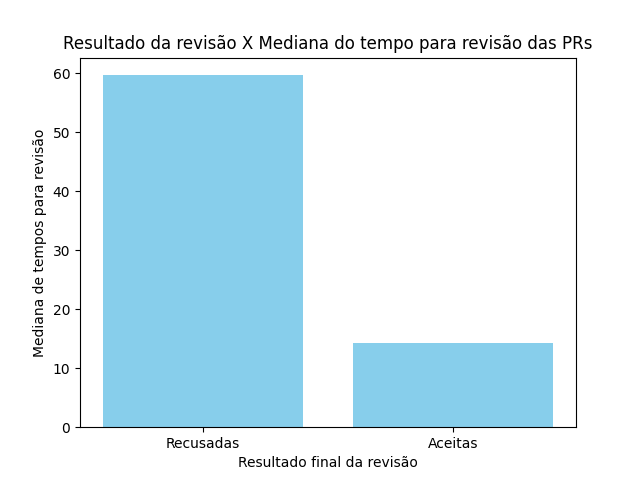 Resultado da revisão X Mediana do tempo para revisão das PRs
Mediana de tempos para revisão
60
50
40
30
20
10
0
Recusadas
Aceitas
Resultado final da revisão